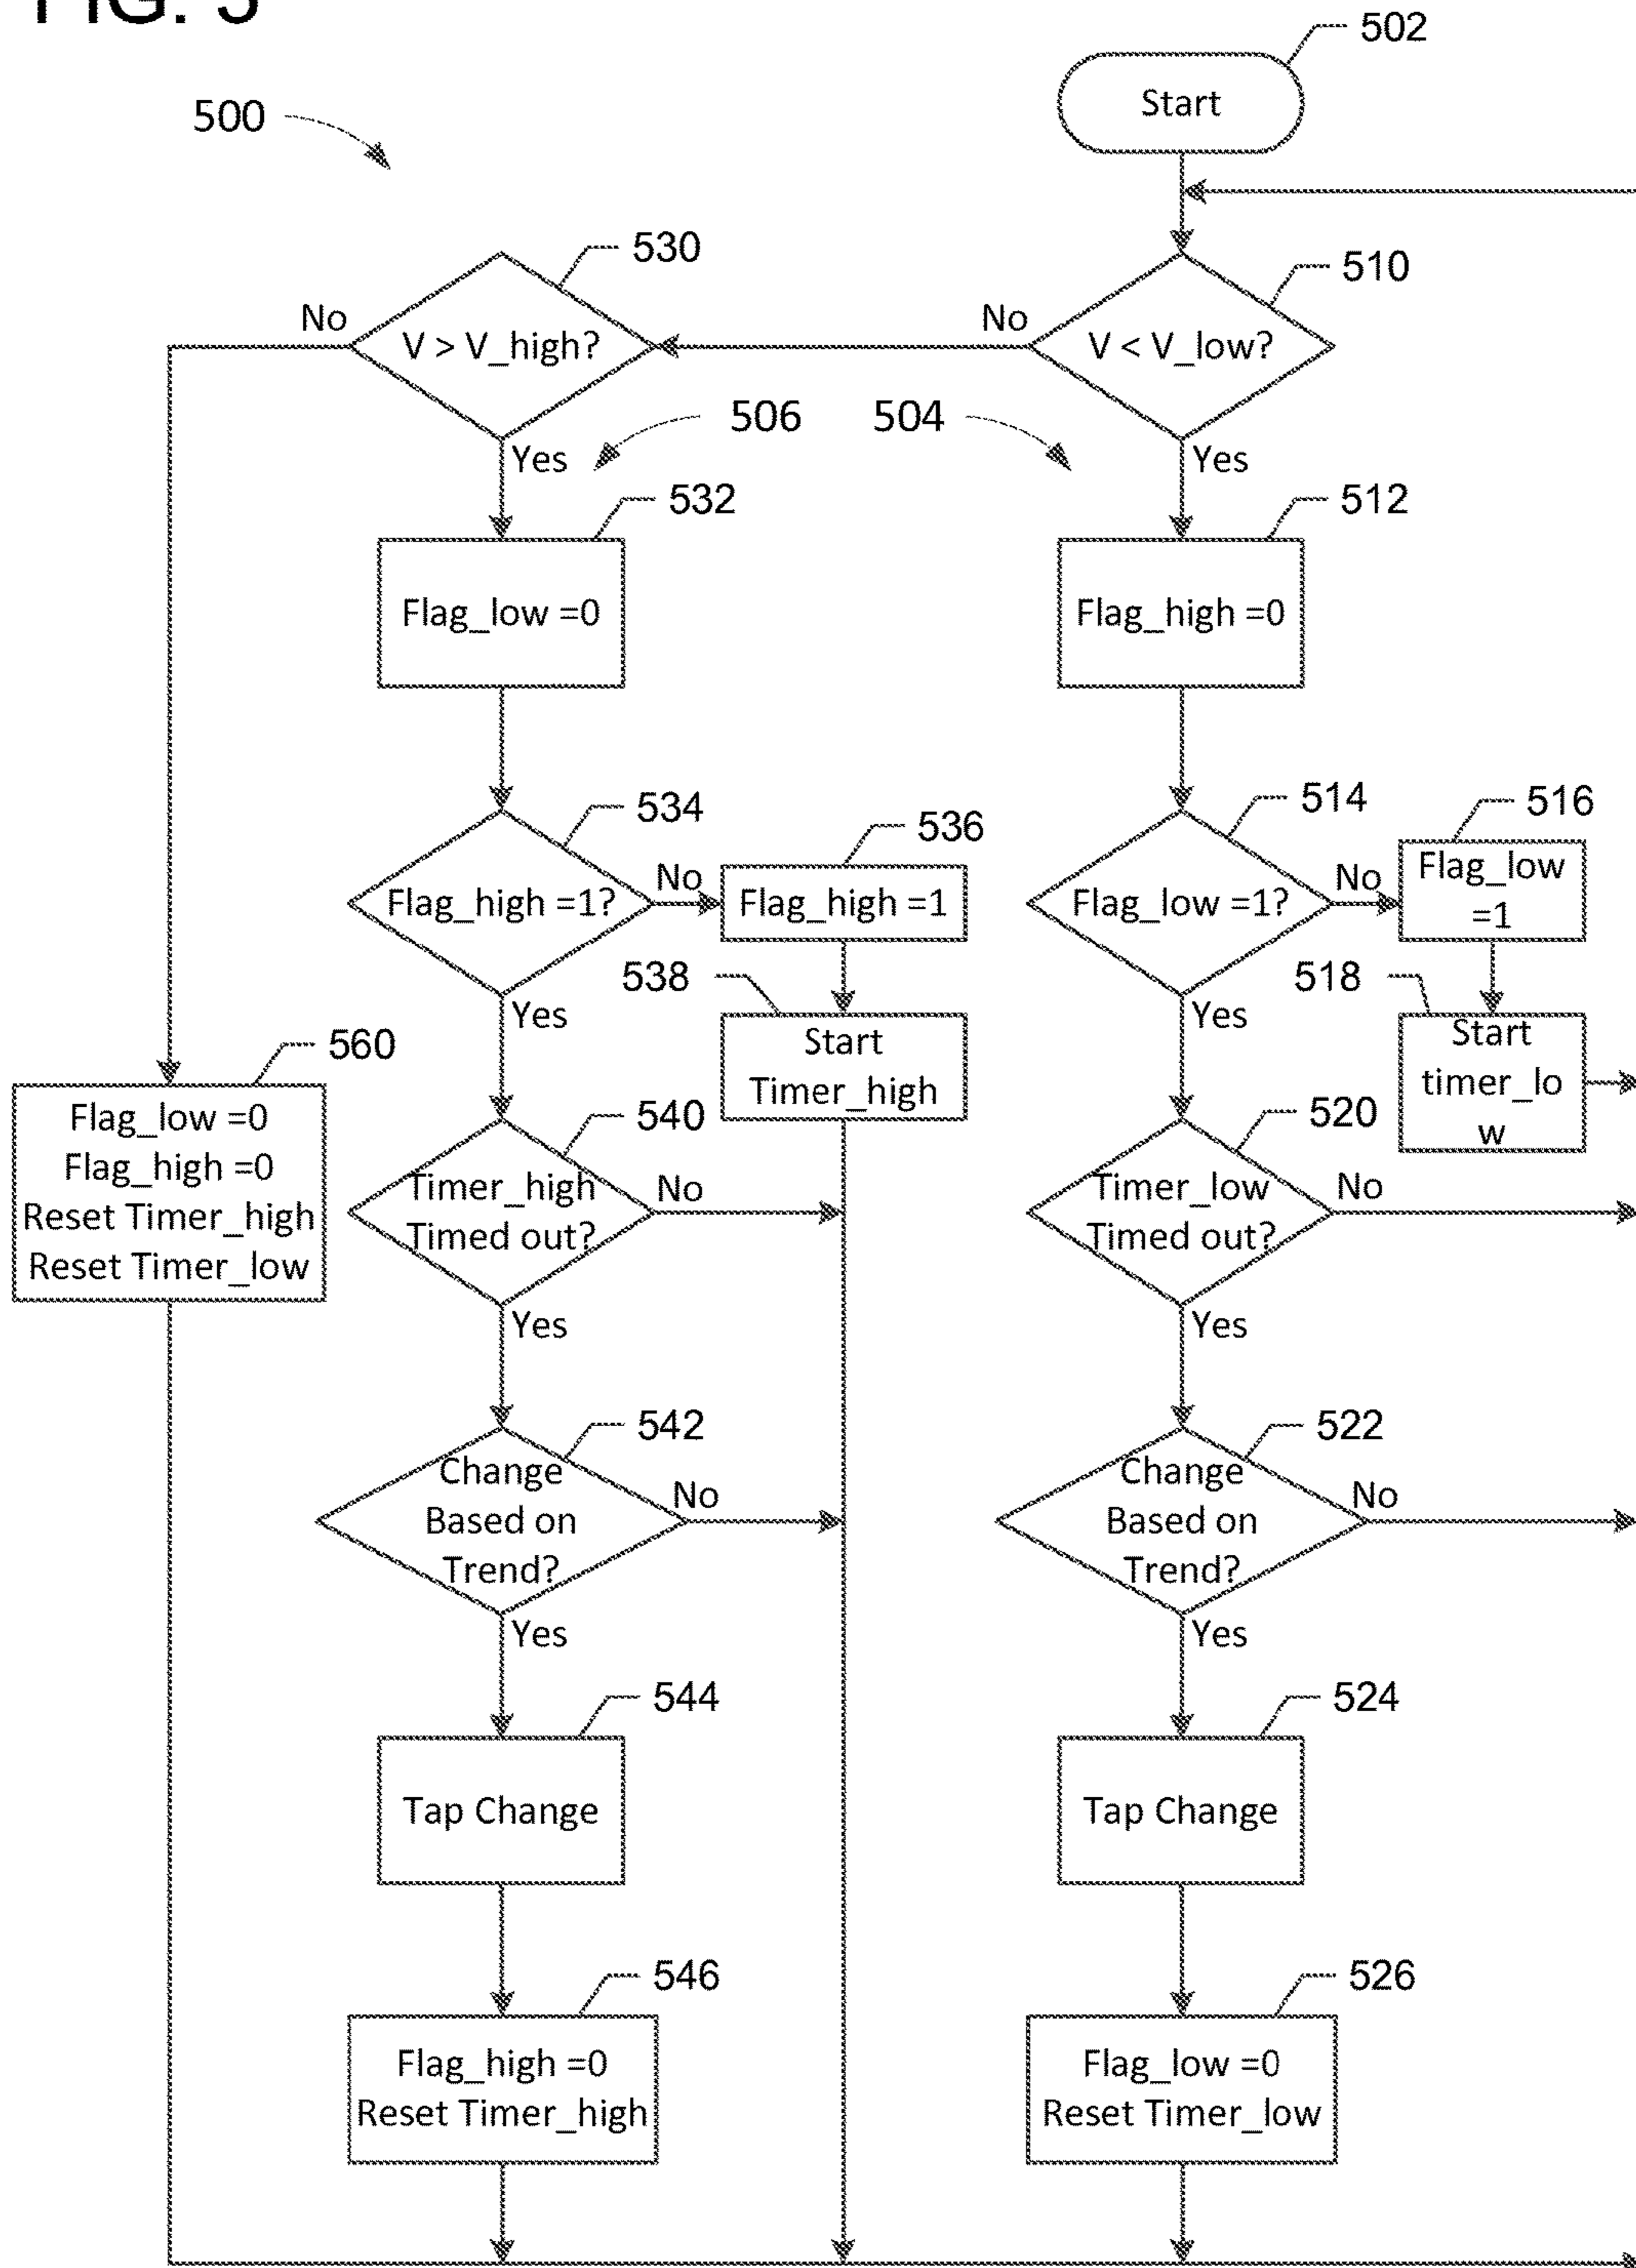 FIG. 5
502
Start
500
530
510
No
V > V_high?
No
V < V_low?
506
504
Yes
Yes
532
512
Flag_low =0
Flag_high =0
534
536
514
516
Flag_high =1?
No
Flag_high =1
Flag_low =1?
No
Flag_low
=1
538
518
Yes
Start
Timer_high
Yes
Start
timer_lo
w
560
Flag_low =0
Flag_high =0
Reset Timer_high
Reset Timer_low
540
520
Timer_high
Timed out?
No
Timer_low
Timed out?
No
Yes
Yes
542
522
Change
Based on
Trend?
No
Change
Based on
Trend?
No
Yes
Yes
544
524
Tap Change
Tap Change
546
526
Flag_high =0
Reset Timer_high
Flag_low =0
Reset Timer_low